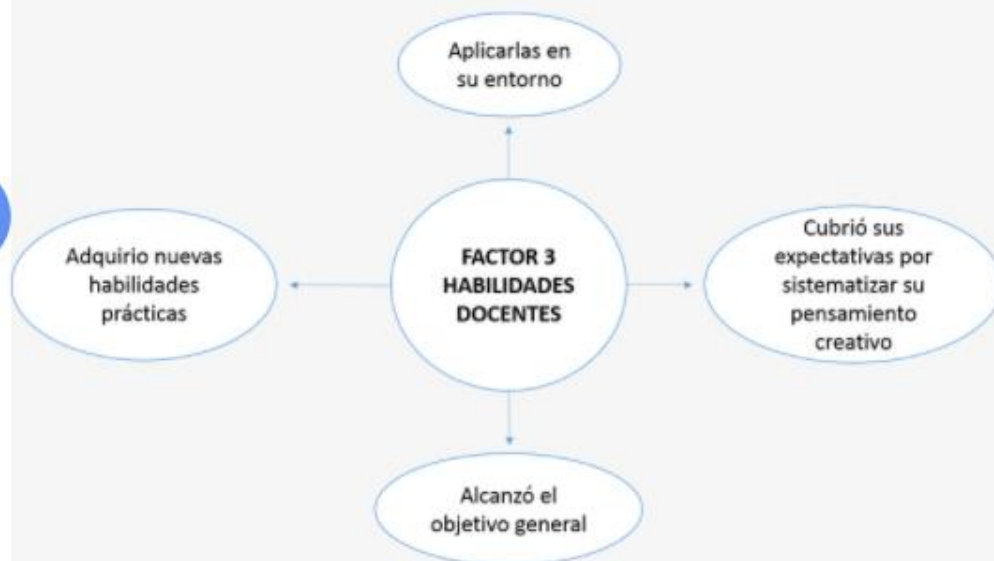 Aplicarlas en
su entorno
Adquirio nuevas
habilidades
prácticas
FACTOR 3
HABILIDADES
DOCENTES
Cubrió sus
expectativas por
sistematizar su
pensamiento
creativo
Alcanzó el
objetivo general